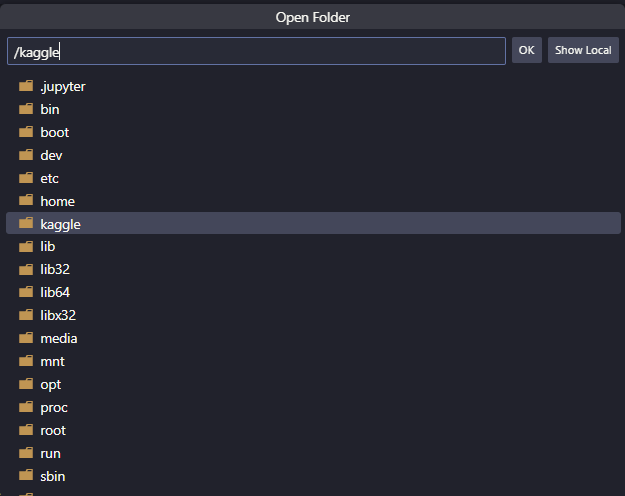 Open Folder
/kaggle
OK
Show Local
.jupyter
bin
boot
dev
etc
home
kaggle
lib
lib32
lib64
libx32
media
mnt
opt
proc
root
run
sbin